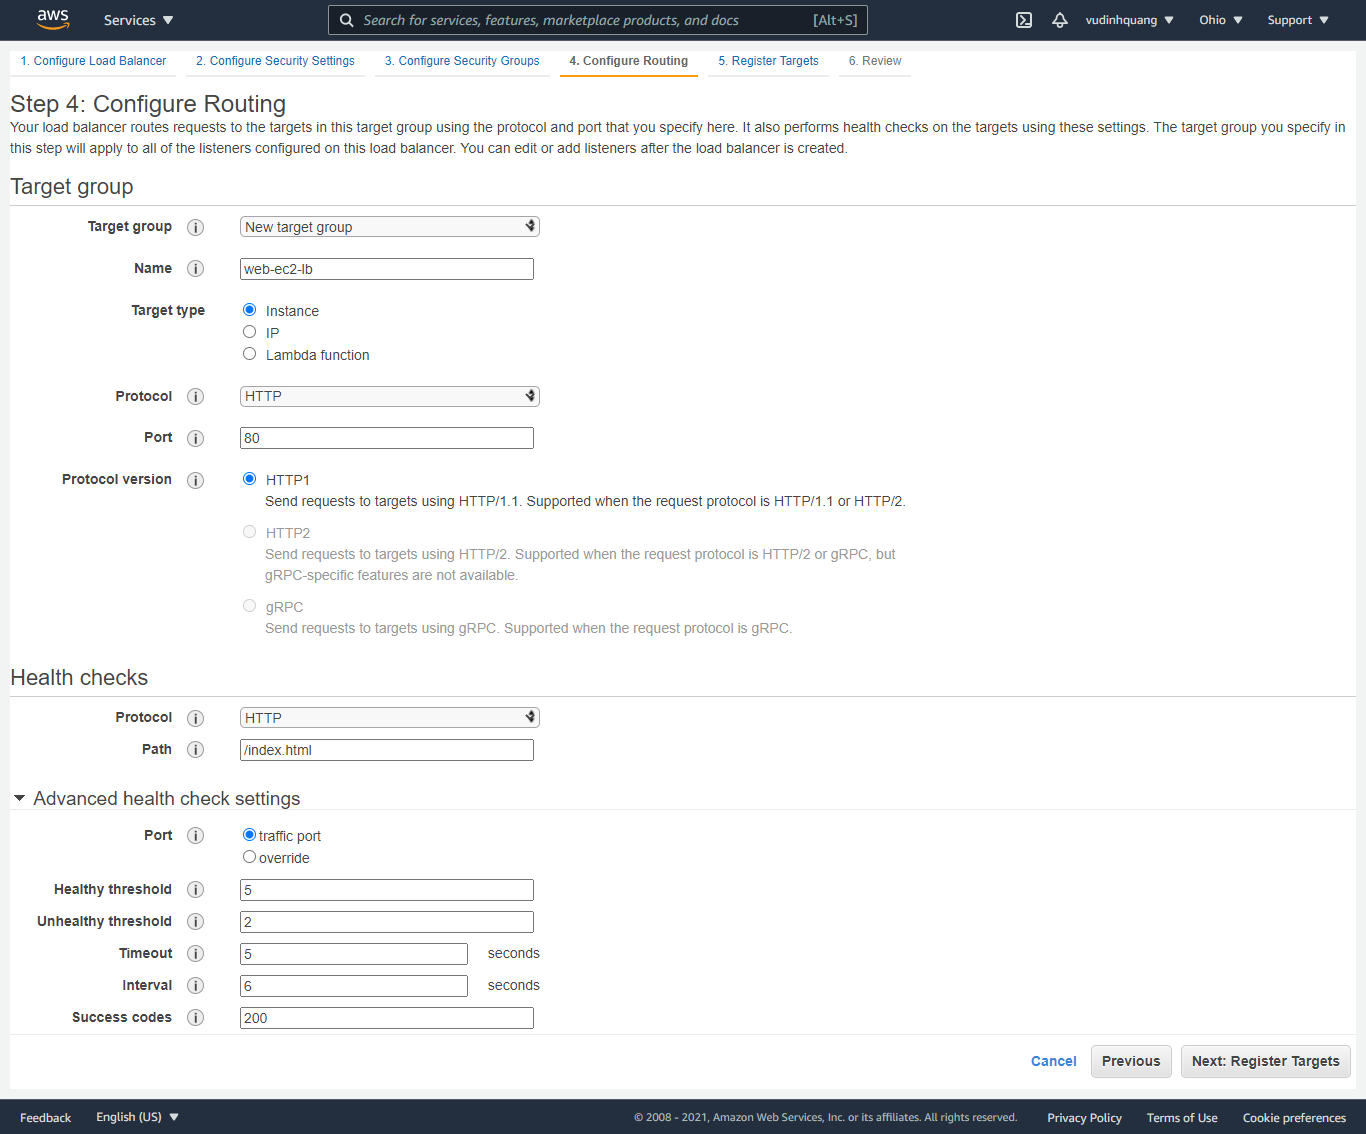 aws Services Search for services, features, marketplace products, and docs [Alt+S] vudinhquang Ohio Support
1. Configure Load Balancer 2. Configure Security Settings 3. Configure Security Groups 4. Configure Routing 5. Register Targets 6. Review
Step 4: Configure Routing
Your load balancer routes requests to the targets in this target group using the protocol and port that you specify here. It also performs health checks on the targets using these settings. The target group you specify in
this step will apply to all of the listeners configured on this load balancer. You can edit or add listeners after the load balancer is created.
Target group
Target group i New target group
Name i web-ec2-lb
Target type Instance
IP
Lambda function
Protocol i HTTP
Port i 80
Protocol version i HTTP1
Send requests to targets using HTTP/1.1. Supported when the request protocol is HTTP/1.1 or HTTP/2.
HTTP2
Send requests to targets using HTTP/2. Supported when the request protocol is HTTP/2 or gRPC, but
gRPC-specific features are not available.
gRPC
Send requests to targets using gRPC. Supported when the request protocol is gRPC.
Health checks
Protocol i HTTP
Path i /index.html
Advanced health check settings
Port i traffic port
override
Healthy threshold i 5
Unhealthy threshold i 2
Timeout i 5 seconds
Interval i 6 seconds
Success codes i 200
Cancel Previous Next: Register Targets
Feedback English (US) © 2008 - 2021, Amazon Web Services, Inc. or its affiliates. All rights reserved. Privacy Policy Terms of Use Cookie preferences